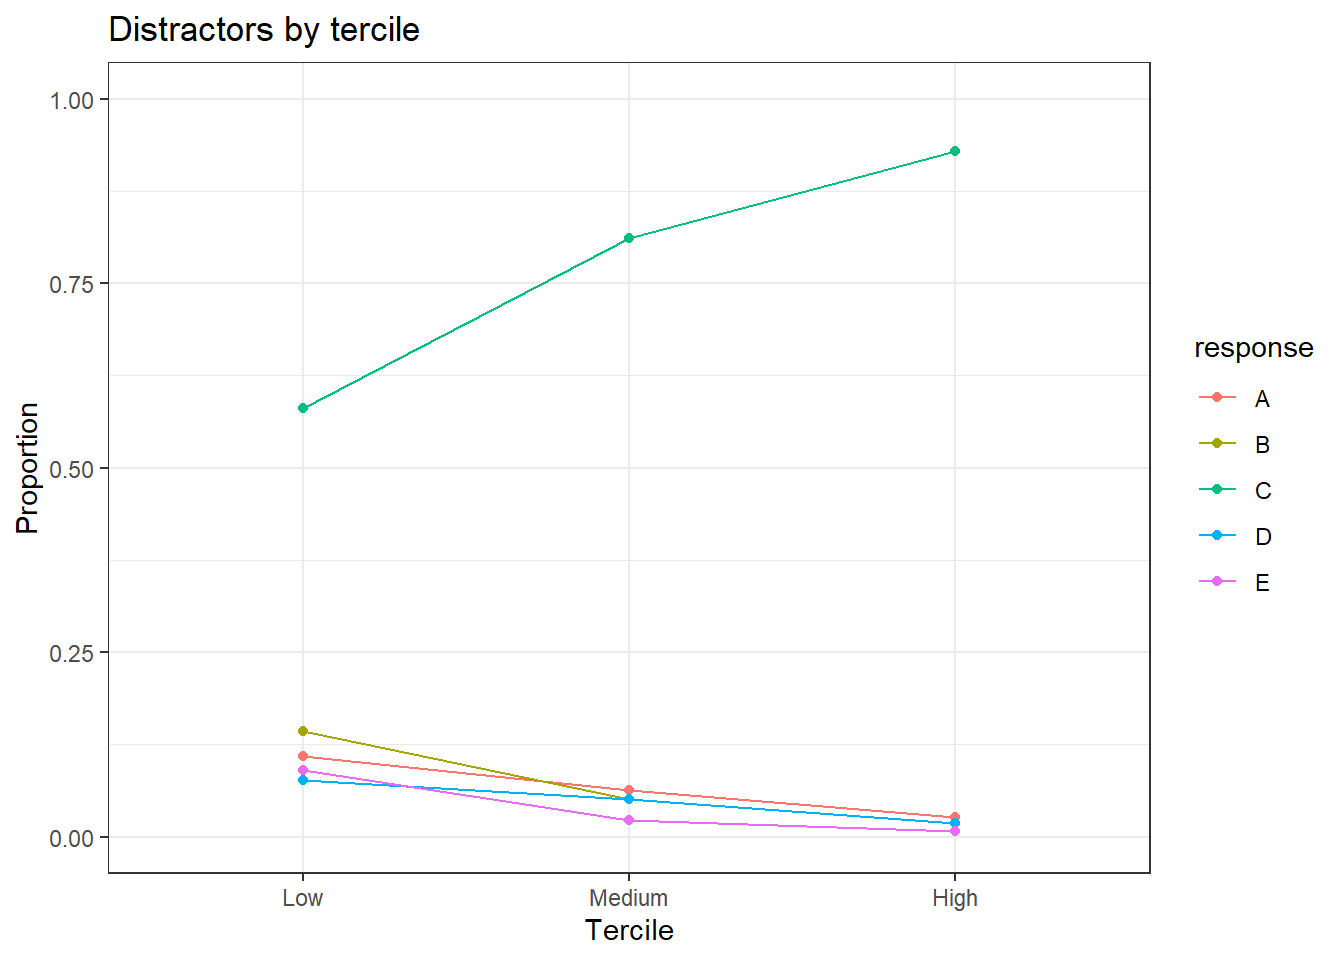 Distractors by tercile
1.00
0.75
0.50
0.25
0.00
Proportion
Low Medium High
Tercile
response
A
B
C
D
E